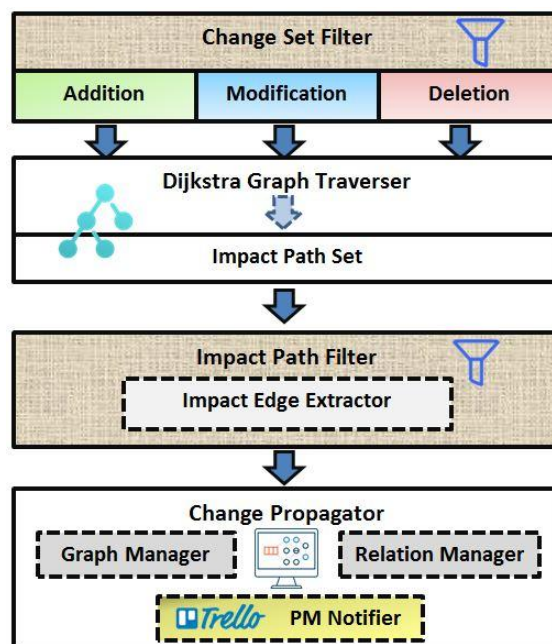 Change Set Filter
Addition Modification Deletion
Dijkstra Graph Traverser
Impact Path Set
Impact Path Filter
Impact Edge Extractor
Change Propagator
Graph Manager Relation Manager
Trello PM Notifier